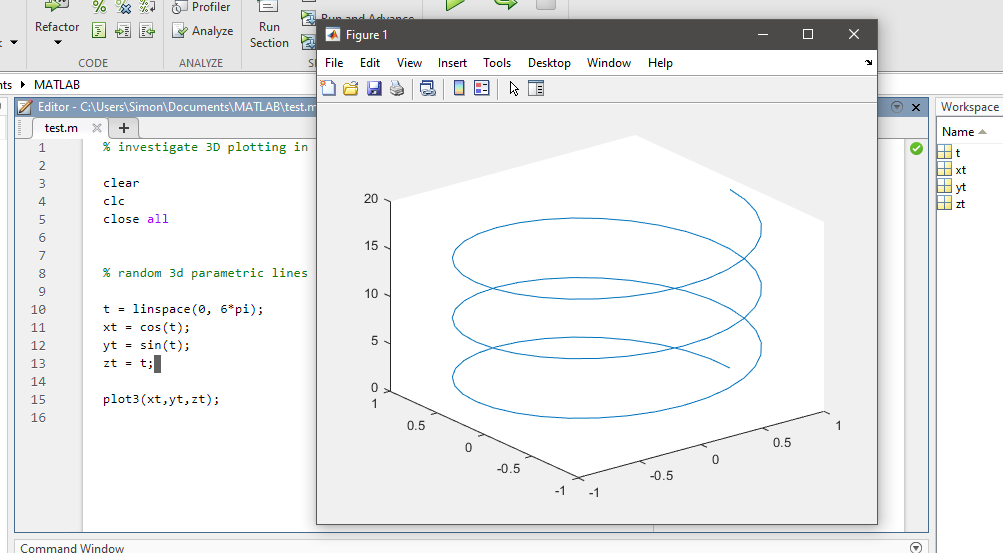 Profiler
Refactor
Analyze
Run
Section
Run and Advance
CODE
ANALYZE
MATLAB
Editor - C:\Users\Simon\Documents\MATLAB\test.m
test.m
+
1 % investigate 3D plotting in
2
3 clear
4 clc
5 close all
6
7
8 % random 3d parametric lines
9
10 t = linspace(0, 6*pi);
11 xt = cos(t);
12 yt = sin(t);
13 zt = t;
14
15 plot3(xt,yt,zt);
16
Command Window
Figure 1
File Edit View Insert Tools Desktop Window Help
20
15
10
5
0
1
0.5
0
-0.5
-1
-1
-0.5
0
0.5
1
Workspace
Name
t
xt
yt
zt